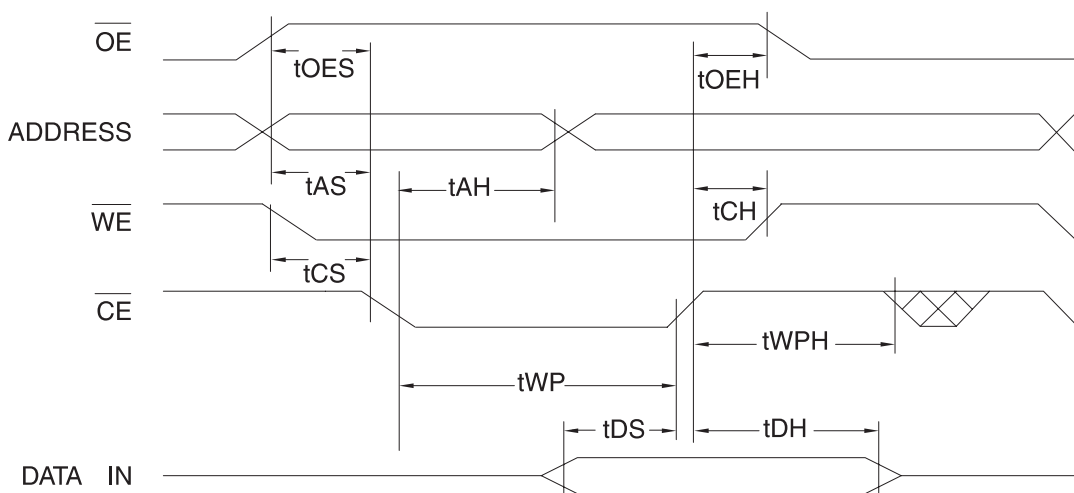 OE
tOES
tOEH
ADDRESS
tAS
tAH
tCH
WE
tCS
CE
tWPH
tWP
tDS
tDH
DATA IN